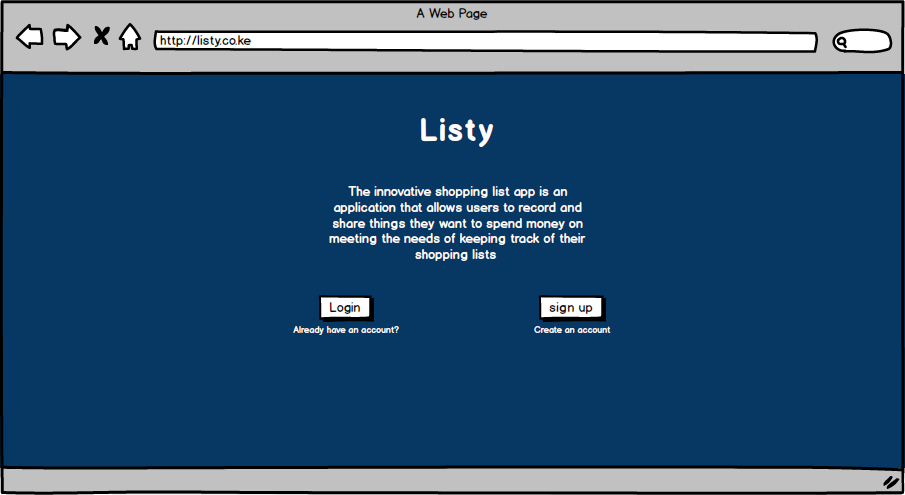 A Web Page
http://listy.co.ke
Listy
The innovative shopping list app is an
application that allows users to record and
share things they want to spend money on
meeting the needs of keeping track of their
shopping lists
Login
sign up
Already have an account?
Create an account